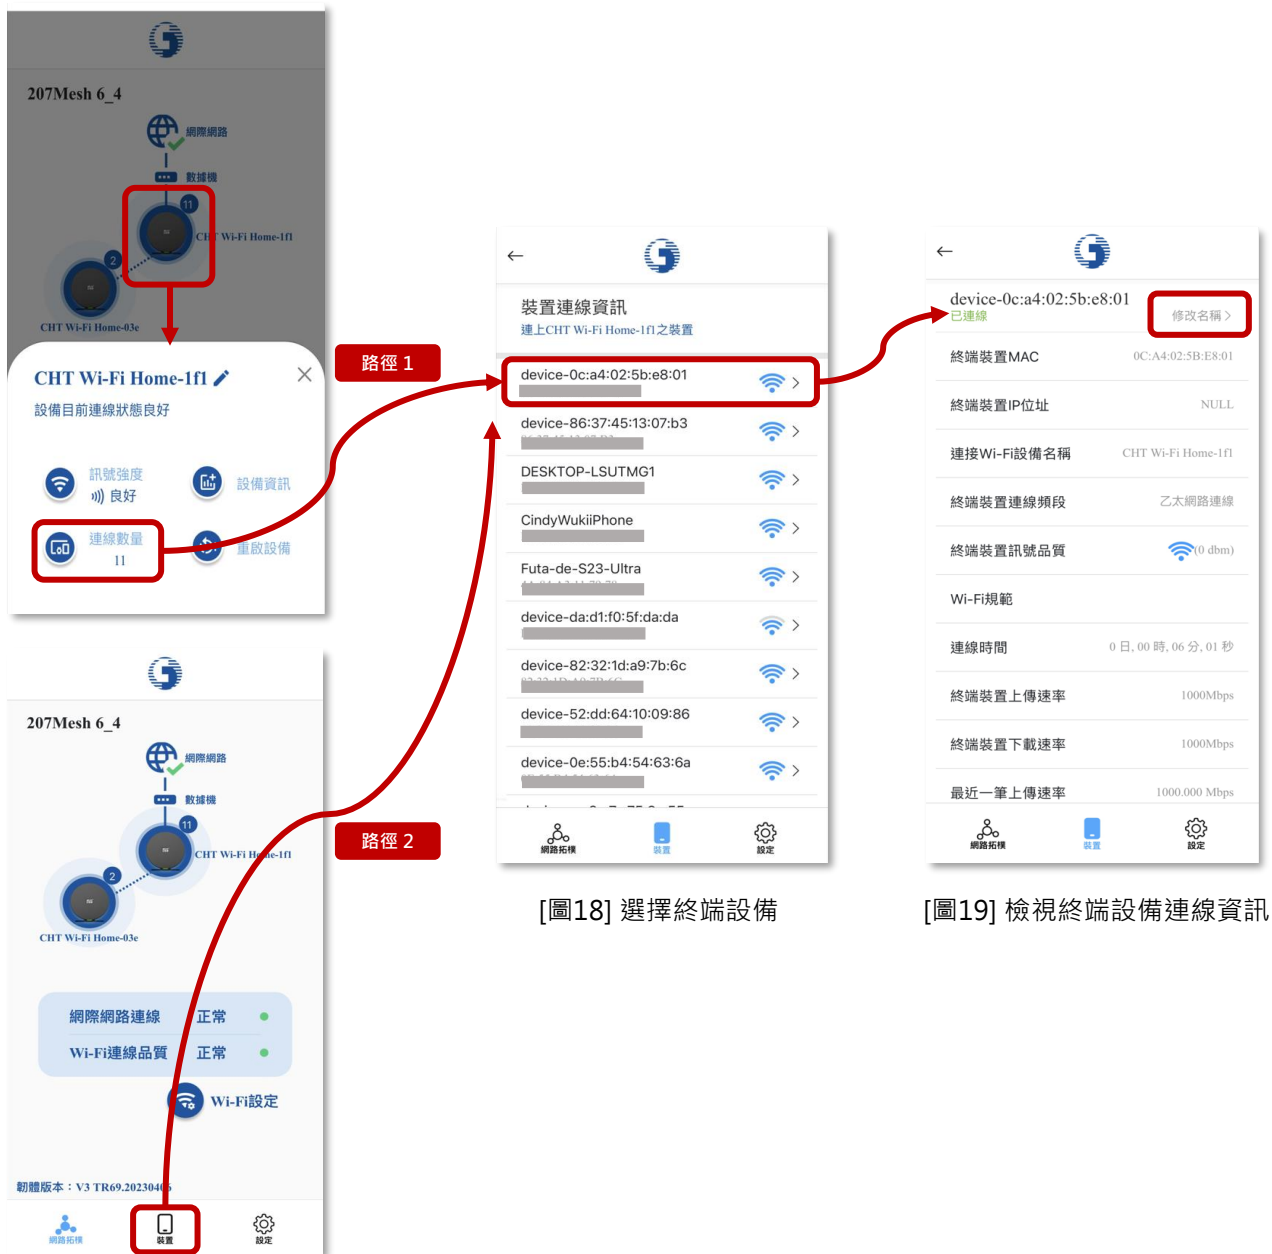 207Mesh 6_4
網際網路
數據機
11
CHT Wi-Fi Home-1f1
2
CHT Wi-Fi Home-03e
CHT Wi-Fi Home-1f1
設備目前連線狀態良好
訊號強度
良好
設備資訊
連線數量
11
重啟設備
路徑 1
207Mesh 6_4
網際網路
數據機
11
CHT Wi-Fi Home-1f1
2
CHT Wi-Fi Home-03e
網際網路連線 正常
Wi-Fi連線品質 正常
Wi-Fi設定
韌體版本：V3 TR69.20230406
網路拓樸
裝置
設定
路徑 2
裝置連線資訊
連上CHT Wi-Fi Home-1f1之裝置
device-0c:a4:02:5b:e8:01
device-86:37:45:13:07:b3
DESKTOP-LSUTMG1
CindyWukiiPhone
Futa-de-S23-Ultra
device-da:d1:f0:5f:da:da
device-82:32:1d:a9:7b:6c
device-52:dd:64:10:09:86
device-0e:55:b4:54:63:6a
網路拓樸
裝置
設定
[圖18] 選擇終端設備
device-0c:a4:02:5b:e8:01
已連線
修改名稱
終端裝置MAC 0C:A4:02:5B:E8:01
終端裝置IP位址 NULL
連接Wi-Fi設備名稱 CHT Wi-Fi Home-1f1
終端裝置連線頻段 乙太網路連線
終端裝置訊號品質 (0 dbm)
Wi-Fi規範
連線時間 0 日, 00 時, 06 分, 01 秒
終端裝置上傳速率 1000Mbps
終端裝置下載速率 1000Mbps
最近一筆上傳速率 1000.000 Mbps
網路拓樸
裝置
設定
[圖19] 檢視終端設備連線資訊